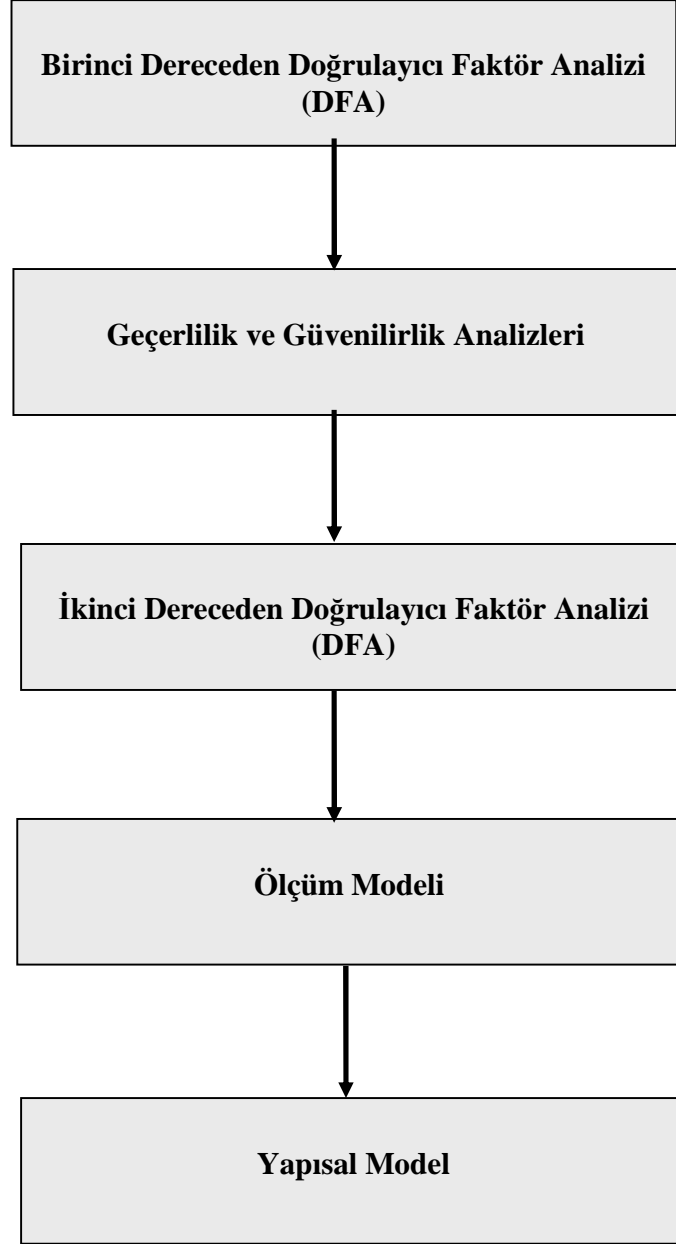 Birinci Dereceden Doğrulayıcı Faktör Analizi
(DFA)
Geçerlilik ve Güvenilirlik Analizleri
İkinci Dereceden Doğrulayıcı Faktör Analizi
(DFA)
Ölçüm Modeli
Yapısal Model